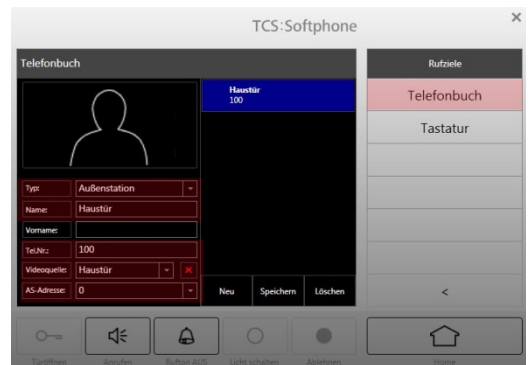 TCS:Softphone
×
Telefonbuch
Typ: Außenstation
Name: Haustür
Vorname:
Tel.Nr.: 100
Videoquelle: Haustür
AS-Adresse: 0
Haustür
100
Neu Speichern Löschen
Rufziele
Telefonbuch
Tastatur
<
Türöffnen Anrufen Button AUS Licht schalten Ablehnen Home